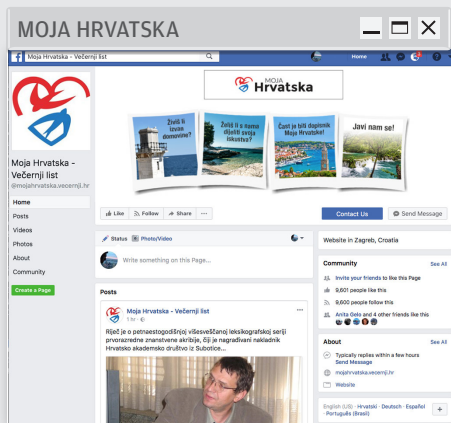 MOJA HRVATSKA
Moja Hrvatska - Večernji list
Home
MOJA
Hrvatska
Živiš li
izvan
domovine?
Želiš li s nama
dijeliti svoja
iskustva?
Čast je biti dopisnik
Moje Hrvatske!
Javi nam se!
Moja Hrvatska -
Večernji list
@mojahrvatska.vecernji.hr
Home
Posts
Videos
Photos
About
Community
Create a Page
Like
Follow
Share
Contact Us
Send Message
Status
Photo/Video
Write something on this Page...
Posts
Moja Hrvatska - Večernji list
1 hr
Riječ je o petnaestogodišnjoj višesveščanoj leksikografskoj seriji
prvorazredne znanstvene akribije, čiji je nagrađivani nakladnik
Hrvatsko akademsko društvo iz Subotice...
Website in Zagreb, Croatia
Community
See All
Invite your friends to like this Page
9,601 people like this
9,600 people follow this
Anita Gelo and 4 other friends like this
About
See All
Typically replies within a few hours
Send Message
mojahrvatska.vecernji.hr
Website
English (US) · Hrvatski · Deutsch · Español
· Português (Brasil)